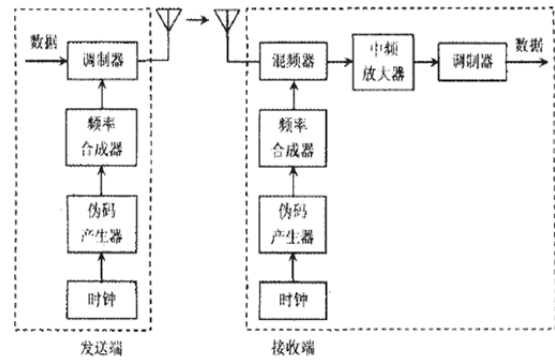 数据
调制器
频率
合成器
伪码
产生器
时钟
发送端
混频器
中频
放大器
调制器
数据
频率
合成器
伪码
产生器
时钟
接收端